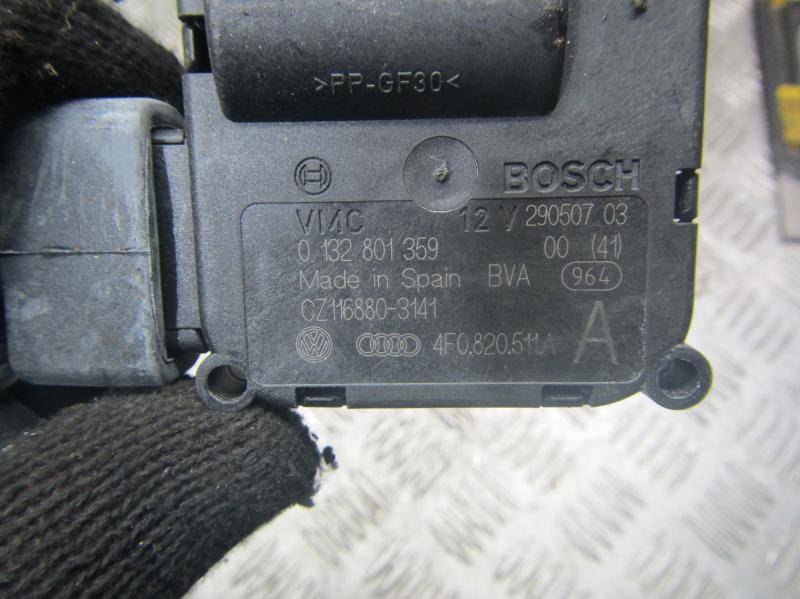 >PP-GF30<
BOSCH
VMC 12 V 290507 03
0 132 801 359 00 (41)
Made in Spain BVA 964
CZ116880-3141
4F0.820.511A A